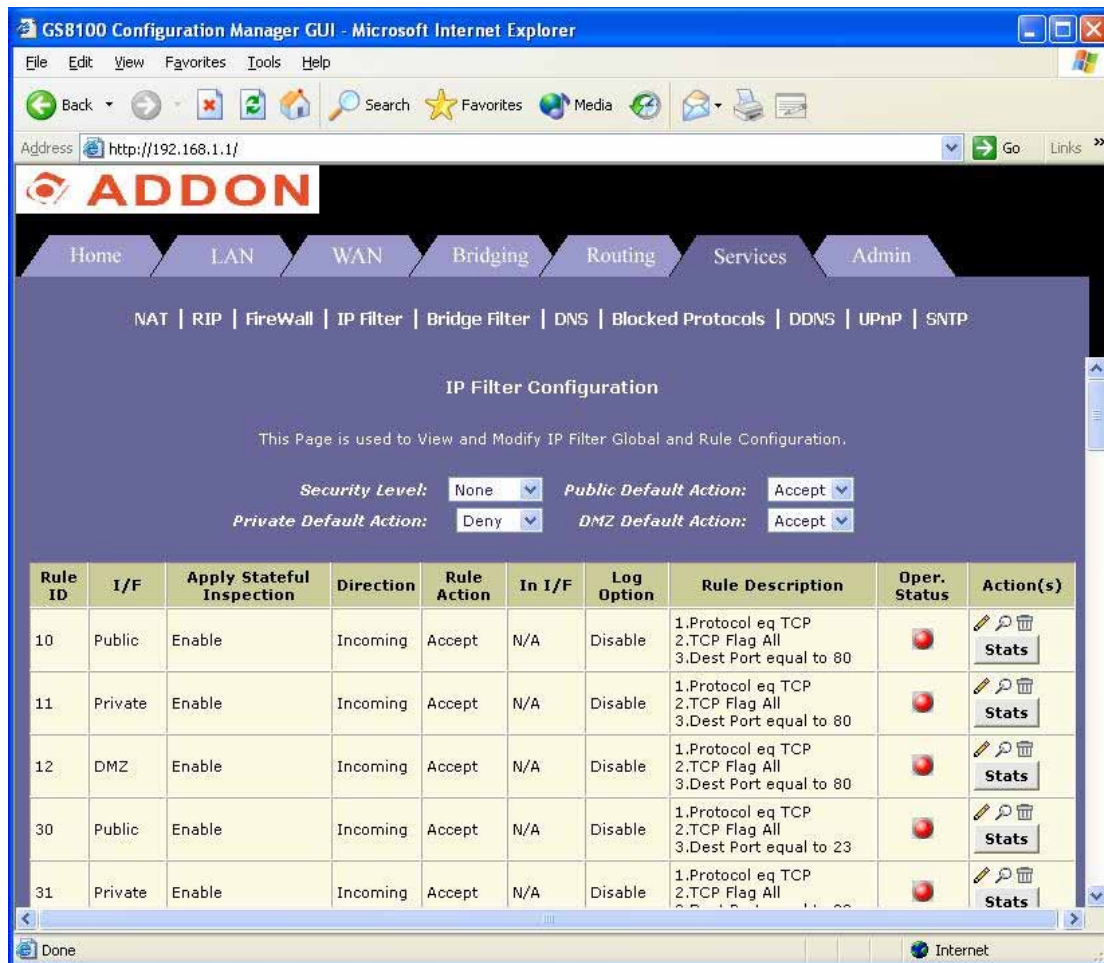 GS8100 Configuration Manager GUI - Microsoft Internet Explorer
File Edit View Favorites Tools Help
Back Search Favorites Media
Address http://192.168.1.1/ Go Links »
ADDON
Home LAN WAN Bridging Routing Services Admin
NAT | RIP | FireWall | IP Filter | Bridge Filter | DNS | Blocked Protocols | DDNS | UPnP | SNTP
IP Filter Configuration
This Page is used to View and Modify IP Filter Global and Rule Configuration.
Security Level: None Public Default Action: Accept
Private Default Action: Deny DMZ Default Action: Accept
Rule ID I/F Apply Stateful Inspection Direction Rule Action In I/F Log Option Rule Description Oper. Status Action(s)
10 Public Enable Incoming Accept N/A Disable 1.Protocol eq TCP
2.TCP Flag All
3.Dest Port equal to 80
Stats
11 Private Enable Incoming Accept N/A Disable 1.Protocol eq TCP
2.TCP Flag All
3.Dest Port equal to 80
Stats
12 DMZ Enable Incoming Accept N/A Disable 1.Protocol eq TCP
2.TCP Flag All
3.Dest Port equal to 80
Stats
30 Public Enable Incoming Accept N/A Disable 1.Protocol eq TCP
2.TCP Flag All
3.Dest Port equal to 23
Stats
31 Private Enable Incoming Accept N/A Disable 1.Protocol eq TCP
2.TCP Flag All
Stats
Done Internet